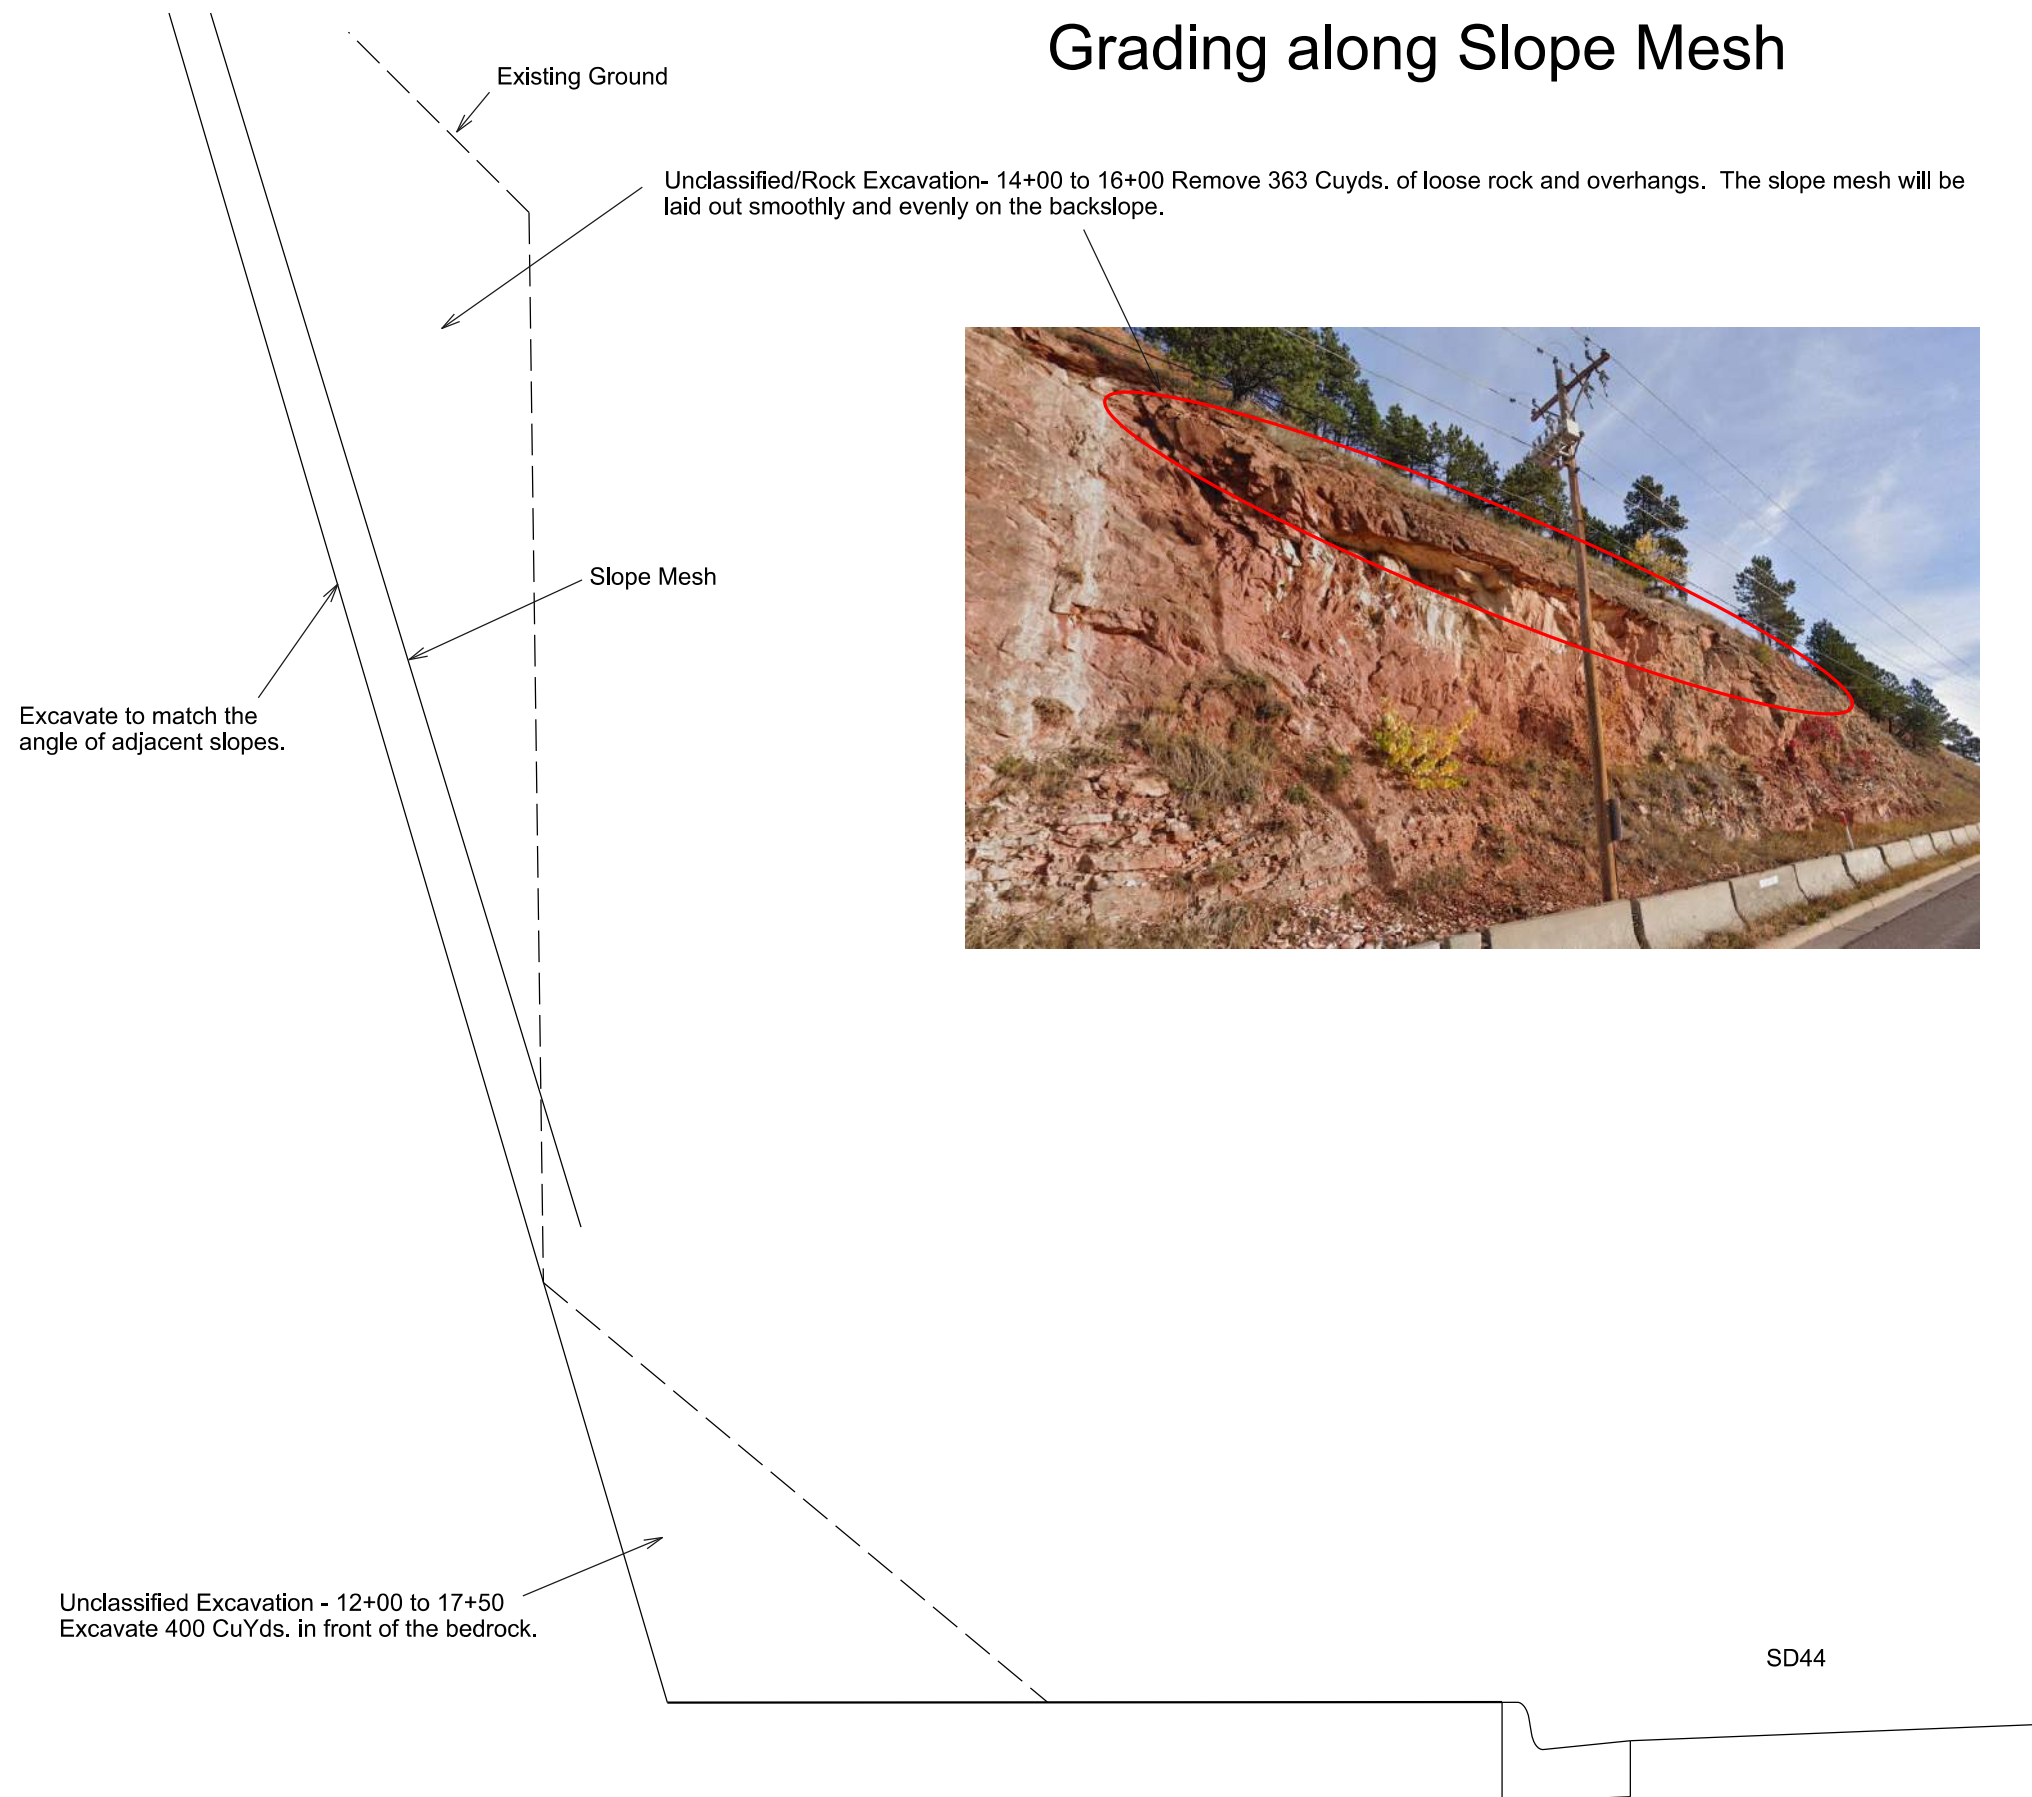 Grading along Slope Mesh
Existing Ground
Unclassified/Rock Excavation- 14+00 to 16+00 Remove 363 Cuyds. of loose rock and overhangs.  The slope mesh will be
laid out smoothly and evenly on the backslope.
Slope Mesh
Excavate to match the
angle of adjacent slopes.
Unclassified Excavation - 12+00 to 17+50
Excavate 400 CuYds. in front of the bedrock.
SD44